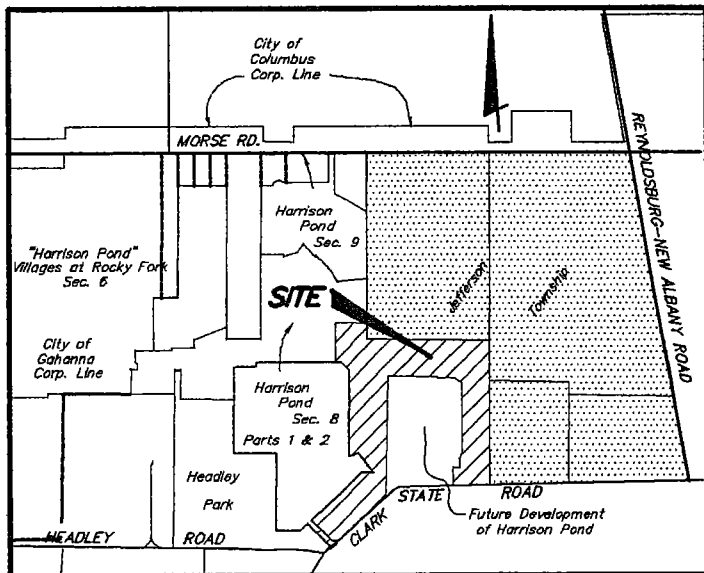 City of
Columbus
Corp. Line
MORSE RD.
REYNOLDSBURG-NEW ALBANY ROAD
Harrison
Pond
Sec. 9
"Harrison Pond"
Villages at Rocky Fork
Sec. 6
Jefferson
Township
SITE
City of
Gahanna
Corp. Line
Harrison
Pond
Sec. 8
Parts 1 & 2
Headley
Park
CLARK STATE ROAD
Future Development
of Harrison Pond
HEADLEY ROAD